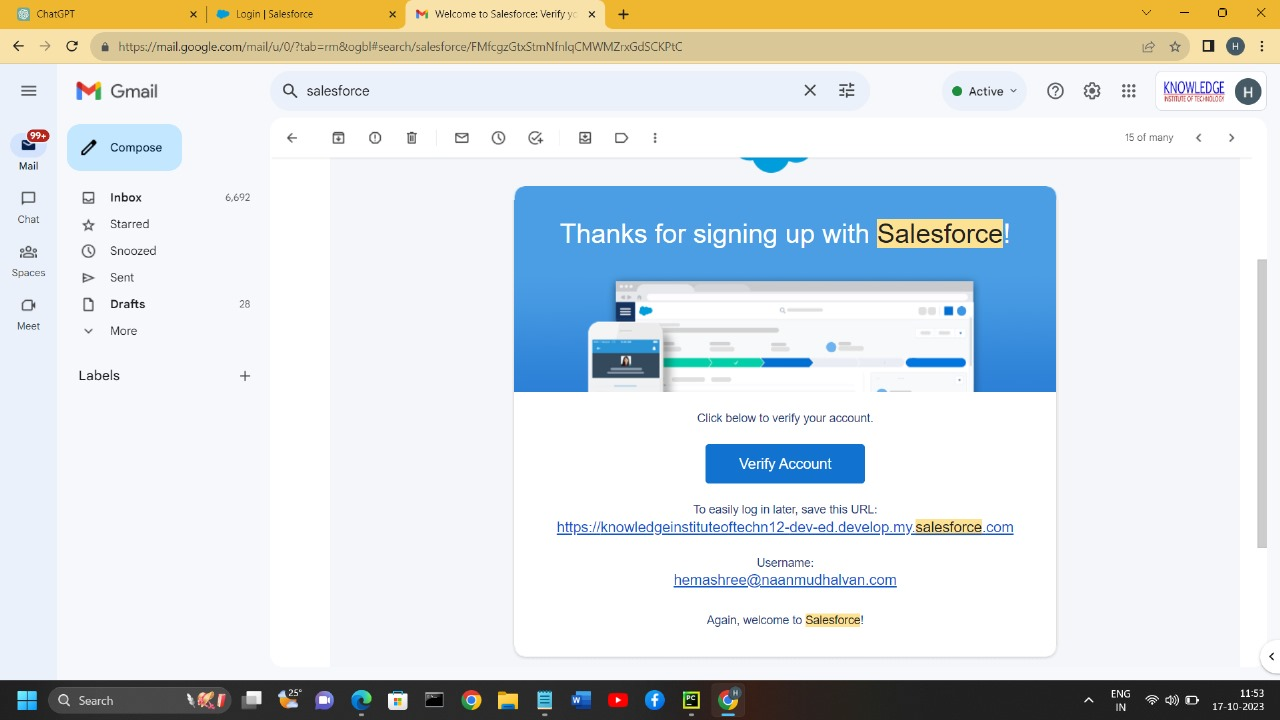 ChatGPT
Login | Salesforce
Welcome to Salesforce: Verify yo
https://mail.google.com/mail/u/0/?tab=rm&ogbl#search/salesforce/FMfcgzGtxStmNfnlqCMWMZrxGdSCKPtC
H
Gmail
salesforce
Active
KNOWLEDGE
INSTITUTE OF TECHNOLOGY
H
99+
Mail
Chat
Spaces
Meet
Compose
Inbox 6,692
Starred
Snoozed
Sent
Drafts 28
More
Labels
15 of many
Thanks for signing up with Salesforce!
Click below to verify your account.
Verify Account
To easily log in later, save this URL:
https://knowledgeinstituteoftechn12-dev-ed.develop.my.salesforce.com
Username:
hemashree@naanmudhalvan.com
Again, welcome to Salesforce!
Search
25°
PC
H
ENG
IN
11:53
17-10-2023